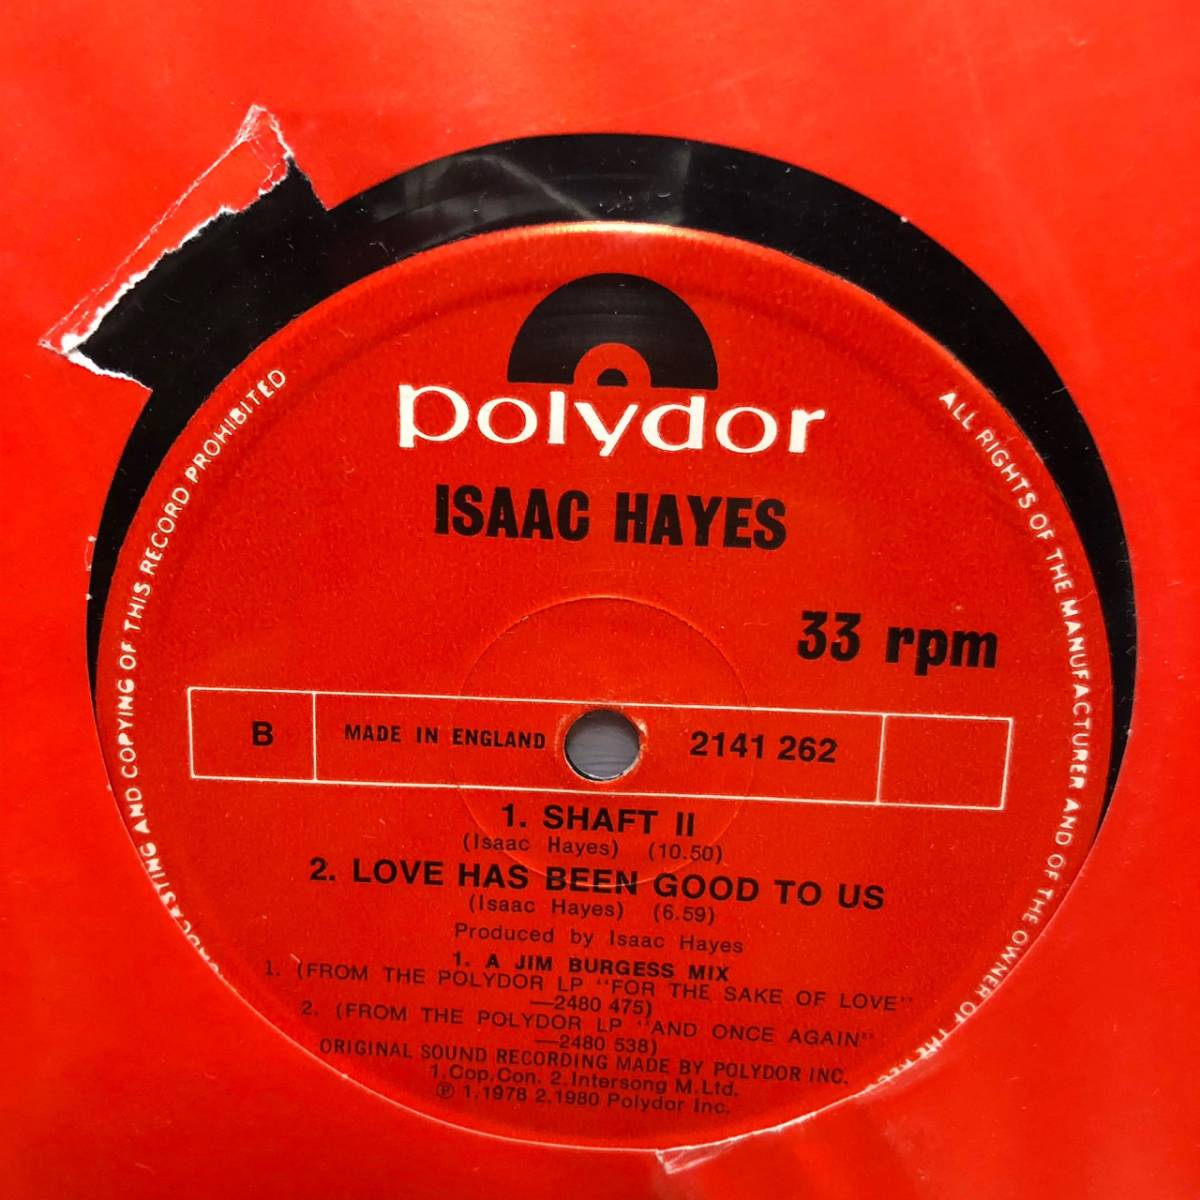 polydor
ISAAC HAYES
33 rpm
B MADE IN ENGLAND 2141 262
1. SHAFT II
(Isaac Hayes) (10.50)
2. LOVE HAS BEEN GOOD TO US
(Isaac Hayes) (6.59)
Produced by Isaac Hayes
1. A JIM BURGESS MIX
1. (FROM THE POLYDOR LP "FOR THE SAKE OF LOVE"
—2480 475)
2. (FROM THE POLYDOR LP "AND ONCE AGAIN"
—2480 538)
ORIGINAL SOUND RECORDING MADE BY POLYDOR INC.
1.Cop.Con. 2.Intersong M.Ltd.
℗ 1.1978 2.1980 Polydor Inc.
ALL RIGHTS OF THE MANUFACTURER AND OF THE OWNER OF THE
AND COPYING OF THIS RECORD PROHIBITED